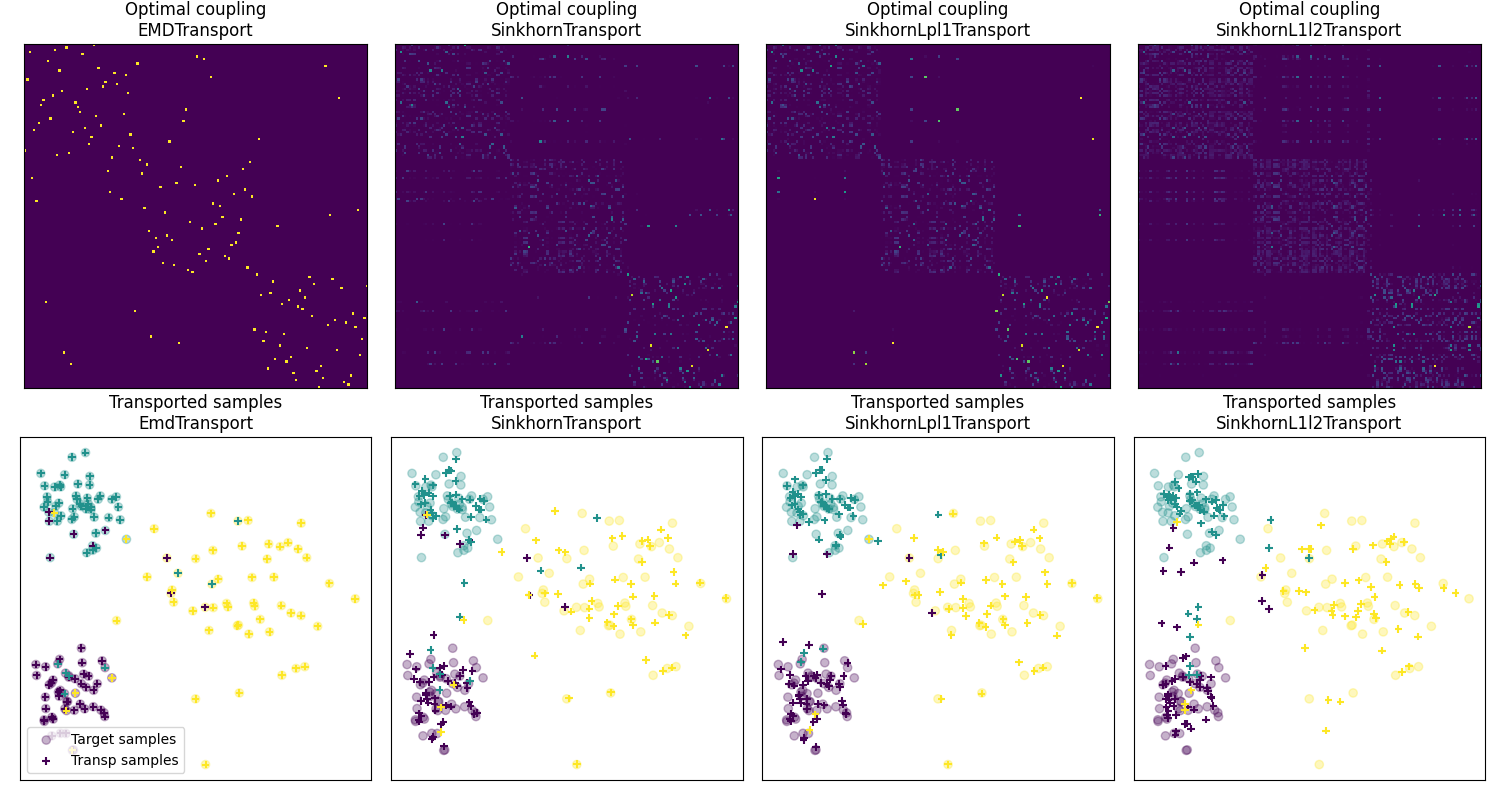 Optimal coupling
EMDTransport
Optimal coupling
SinkhornTransport
Optimal coupling
SinkhornLpl1Transport
Optimal coupling
SinkhornL1l2Transport
Transported samples
EmdTransport
Transported samples
SinkhornTransport
Transported samples
SinkhornLpl1Transport
Transported samples
SinkhornL1l2Transport
Target samples
Transp samples